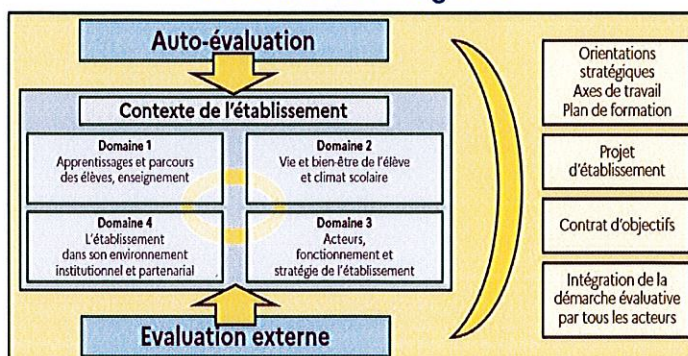 Auto-évaluation
Contexte de l'établissement
Domaine 1
Apprentissages et parcours
des élèves, enseignement
Domaine 2
Vie et bien-être de l'élève
et climat scolaire
Domaine 4
L'établissement
dans son environnement
institutionnel et partenarial
Domaine 3
Acteurs,
fonctionnement et
stratégie de l'établissement
Evaluation externe
Orientations
stratégiques
Axes de travail
Plan de formation
Projet
d'établissement
Contrat d'objectifs
Intégration de la
démarche évaluative
par tous les acteurs